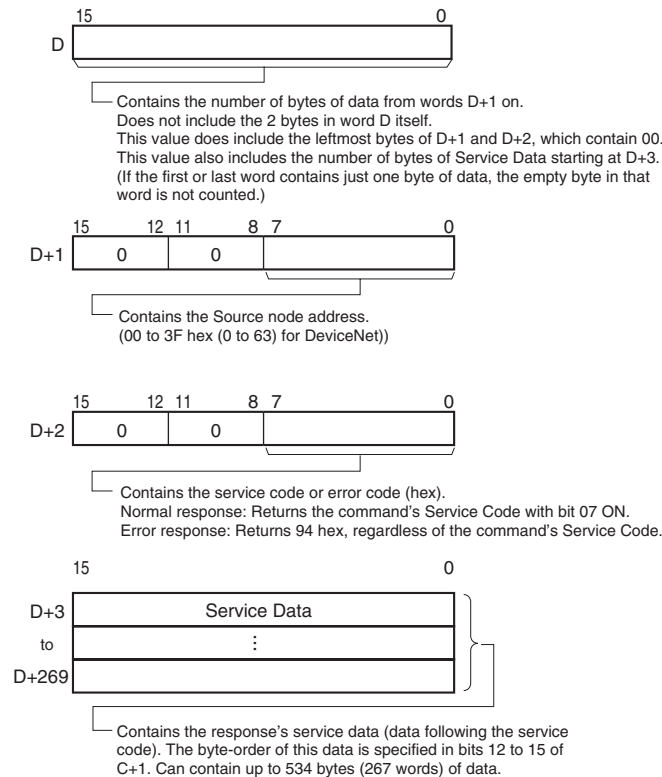 15 0
D
Contains the number of bytes of data from words D+1 on.
Does not include the 2 bytes in word D itself.
This value does include the leftmost bytes of D+1 and D+2, which contain 00.
This value also includes the number of bytes of Service Data starting at D+3.
(If the first or last word contains just one byte of data, the empty byte in that
word is not counted.)
15 12 11 8 7 0
D+1 0 0
Contains the Source node address.
(00 to 3F hex (0 to 63) for DeviceNet))
15 12 11 8 7 0
D+2 0 0
Contains the service code or error code (hex).
Normal response: Returns the command's Service Code with bit 07 ON.
Error response: Returns 94 hex, regardless of the command's Service Code.
15 0
D+3 Service Data
to ⋮
D+269
Contains the response's service data (data following the service
code). The byte-order of this data is specified in bits 12 to 15 of
C+1. Can contain up to 534 bytes (267 words) of data.